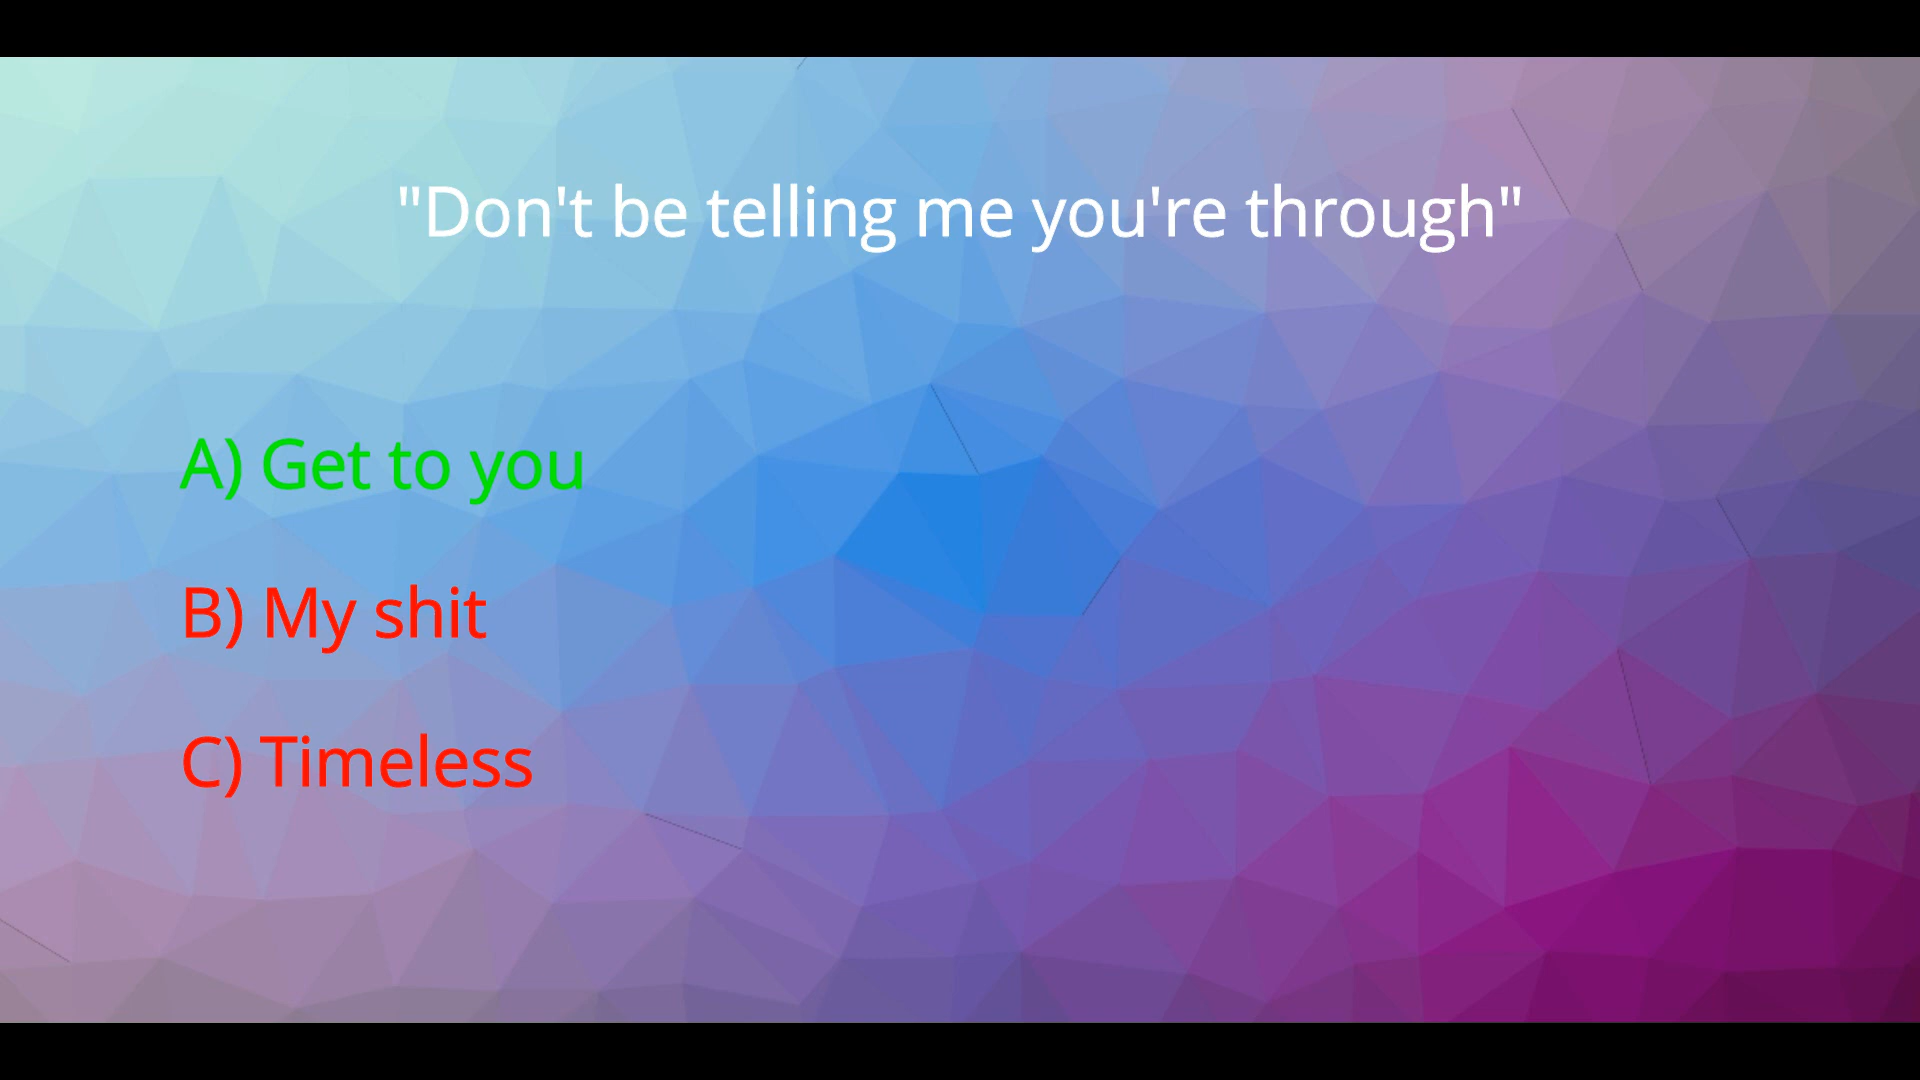 "Don't be telling me you're through"
A) Get to you
B) My shit
C) Timeless